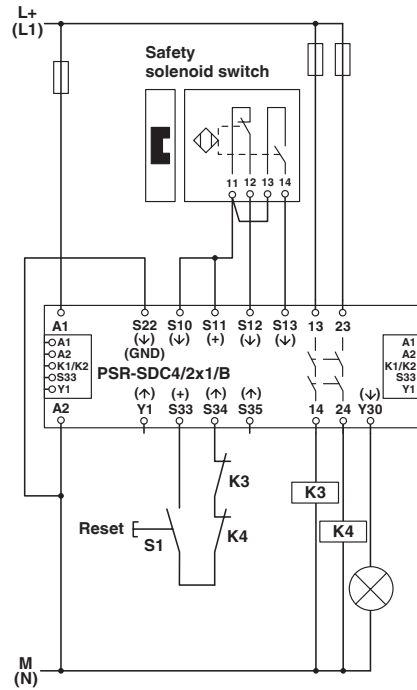 L+
(L1)
Safety
solenoid switch
11 12 13 14
A1 S22 S10 S11 S12 S13 13 23
(↓) (↓) (+) (↓) (↓)
(GND)
A1
A2
K1/K2
S33
Y1
PSR-SDC4/2x1/B
A1
A2
K1/K2
S33
Y1
(↑) (+) (↑) (↑) (↓)
A2 Y1 S33 S34 S35 14 24 Y30
K3
K3
Reset
S1
K4
K4
M
(N)